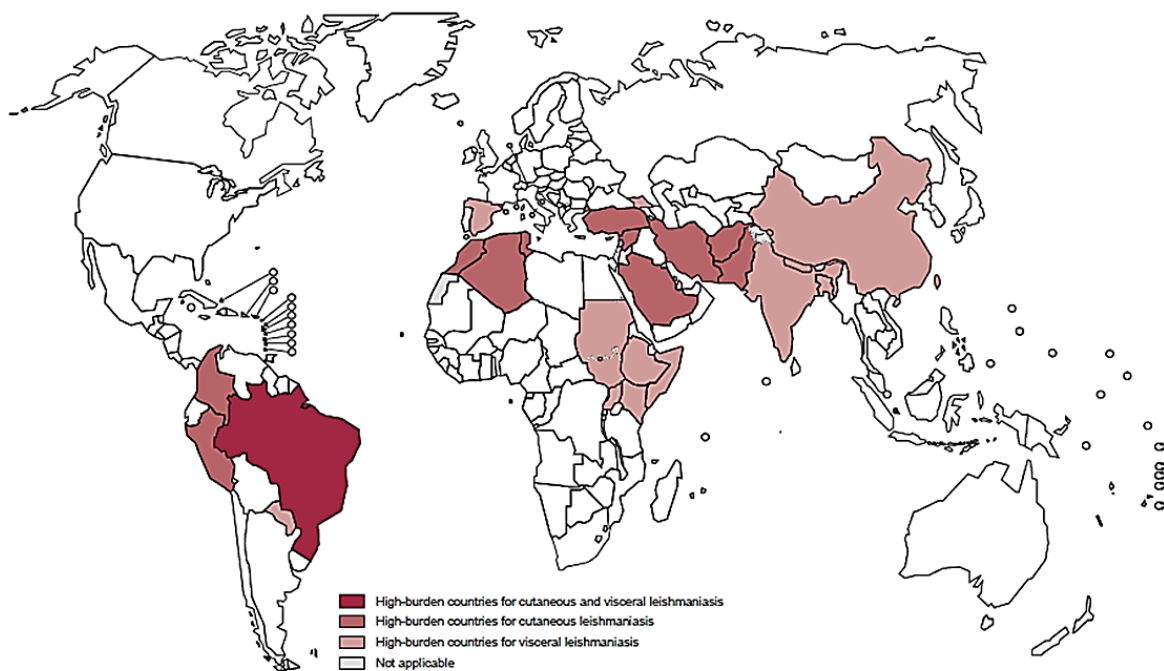 High-burden countries for cutaneous and visceral leishmaniasis
High-burden countries for cutaneous leishmaniasis
High-burden countries for visceral leishmaniasis
Not applicable